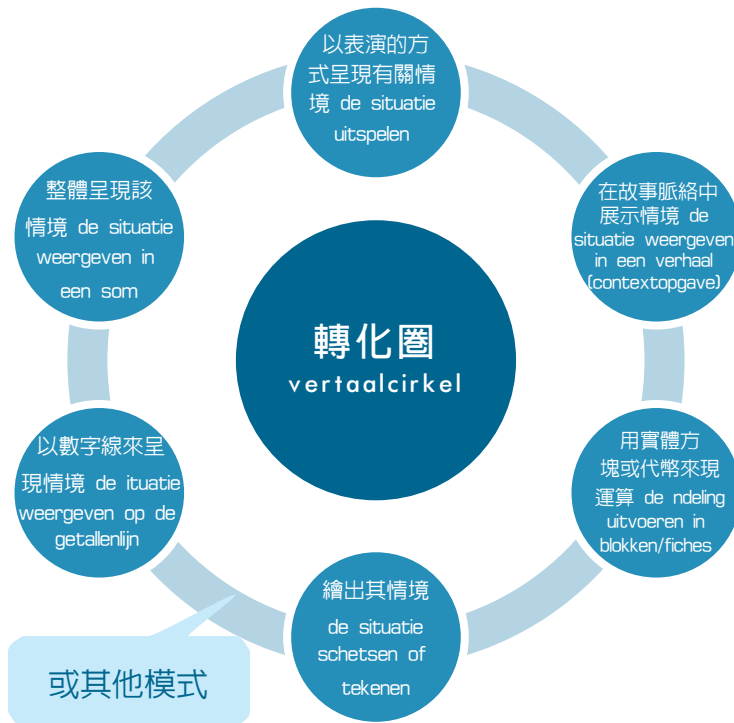 以表演的方
式呈現有關情
境 de situatie
uitspelen
在故事脈絡中
展示情境 de
situatie weergeven
in een verhaal
(contextopgave)
用實體方
塊或代幣來現
運算 de ndeling
uitvoeren in
blokken/fiches
繪出其情境
de situatie
schetsen of
tekenen
以數字線來呈
現情境 de ituatie
weergeven op de
getallenlijn
整體呈現該
情境 de situatie
weergeven in
een som
轉化圈
vertaalcirkel
或其他模式